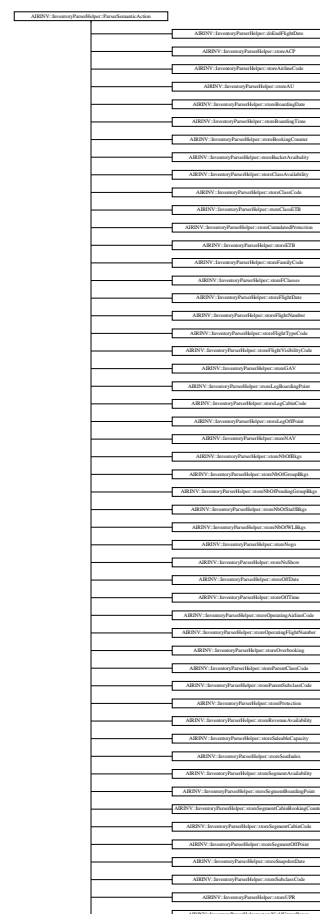 AIRINV::InventoryParserHelper::ParserSemanticAction
AIRINV::InventoryParserHelper::doEndFlightDate
AIRINV::InventoryParserHelper::storeACP
AIRINV::InventoryParserHelper::storeAirlineCode
AIRINV::InventoryParserHelper::storeAU
AIRINV::InventoryParserHelper::storeBoardingDate
AIRINV::InventoryParserHelper::storeBoardingTime
AIRINV::InventoryParserHelper::storeBookingCounter
AIRINV::InventoryParserHelper::storeBucketAvaibality
AIRINV::InventoryParserHelper::storeClassAvailability
AIRINV::InventoryParserHelper::storeClassCode
AIRINV::InventoryParserHelper::storeClassETB
AIRINV::InventoryParserHelper::storeCumulatedProtection
AIRINV::InventoryParserHelper::storeETB
AIRINV::InventoryParserHelper::storeFamilyCode
AIRINV::InventoryParserHelper::storeFClasses
AIRINV::InventoryParserHelper::storeFlightDate
AIRINV::InventoryParserHelper::storeFlightNumber
AIRINV::InventoryParserHelper::storeFlightTypeCode
AIRINV::InventoryParserHelper::storeFlightVisibilityCode
AIRINV::InventoryParserHelper::storeGAV
AIRINV::InventoryParserHelper::storeLegBoardingPoint
AIRINV::InventoryParserHelper::storeLegCabinCode
AIRINV::InventoryParserHelper::storeLegOffPoint
AIRINV::InventoryParserHelper::storeNAV
AIRINV::InventoryParserHelper::storeNbOfBkgs
AIRINV::InventoryParserHelper::storeNbOfGroupBkgs
AIRINV::InventoryParserHelper::storeNbOfPendingGroupBkgs
AIRINV::InventoryParserHelper::storeNbOfStaffBkgs
AIRINV::InventoryParserHelper::storeNbOfWLBkgs
AIRINV::InventoryParserHelper::storeNego
AIRINV::InventoryParserHelper::storeNoShow
AIRINV::InventoryParserHelper::storeOffDate
AIRINV::InventoryParserHelper::storeOffTime
AIRINV::InventoryParserHelper::storeOperatingAirlineCode
AIRINV::InventoryParserHelper::storeOperatingFlightNumber
AIRINV::InventoryParserHelper::storeOverbooking
AIRINV::InventoryParserHelper::storeParentClassCode
AIRINV::InventoryParserHelper::storeParentSubclassCode
AIRINV::InventoryParserHelper::storeProtection
AIRINV::InventoryParserHelper::storeRevenueAvailability
AIRINV::InventoryParserHelper::storeSaleableCapacity
AIRINV::InventoryParserHelper::storeSeatIndex
AIRINV::InventoryParserHelper::storeSegmentAvailability
AIRINV::InventoryParserHelper::storeSegmentBoardingPoint
AIRINV::InventoryParserHelper::storeSegmentCabinBookingCounter
AIRINV::InventoryParserHelper::storeSegmentCabinCode
AIRINV::InventoryParserHelper::storeSegmentOffPoint
AIRINV::InventoryParserHelper::storeSnapshotDate
AIRINV::InventoryParserHelper::storeSubclassCode
AIRINV::InventoryParserHelper::storeUPR